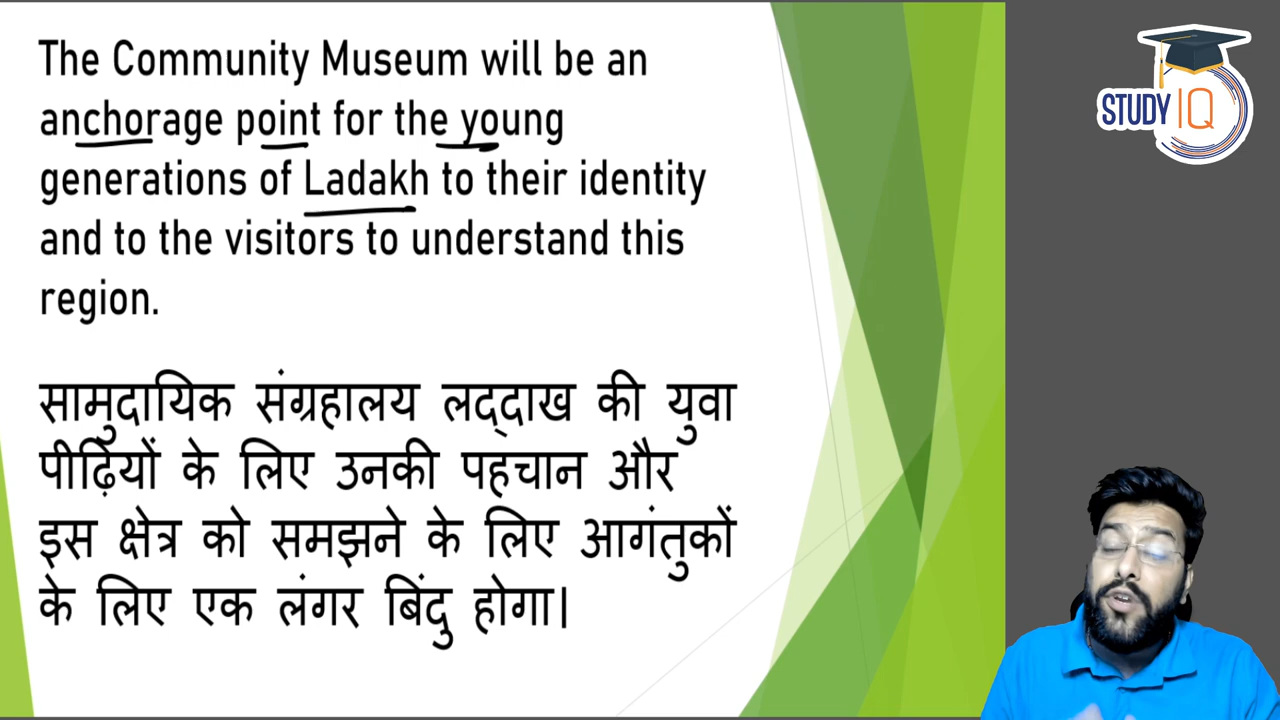 The Community Museum will be an
anchorage point for the young
generations of Ladakh to their identity
and to the visitors to understand this
region.
सामुदायिक संग्रहालय लद्दाख की युवा
पीढ़ियों के लिए उनकी पहचान और
इस क्षेत्र को समझने के लिए आगंतुकों
के लिए एक लंगर बिंदु होगा।
STUDY IQ